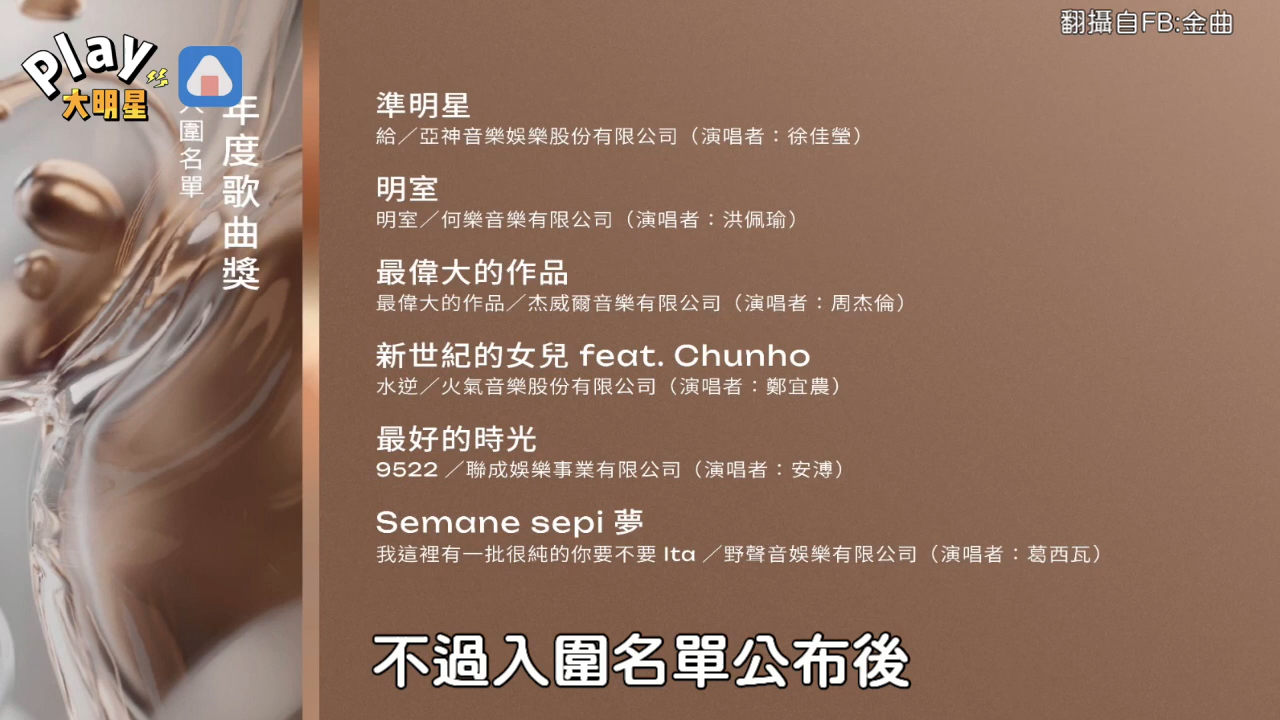 翻攝自FB:金曲
Play
大明星
年度歌曲獎
入圍名單
準明星
給／亞神音樂娛樂股份有限公司（演唱者：徐佳瑩）
明室
明室／何樂音樂有限公司（演唱者：洪佩瑜）
最偉大的作品
最偉大的作品／杰威爾音樂有限公司（演唱者：周杰倫）
新世紀的女兒 feat. Chunho
水逆／火氣音樂股份有限公司（演唱者：鄭宜農）
最好的時光
9522 ／聯成娛樂事業有限公司（演唱者：安溥）
Semane sepi 夢
我這裡有一批很純的你要不要 Ita ／野聲音娛樂有限公司（演唱者：葛西瓦）
不過入圍名單公布後